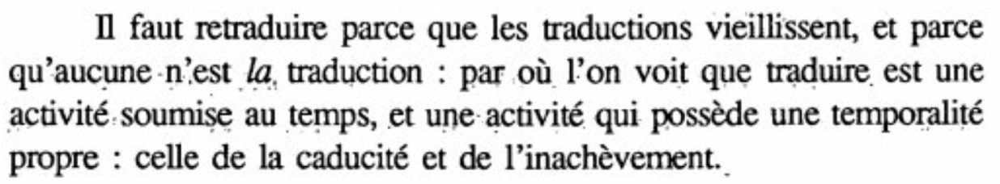 Il faut retraduire parce que les traductions vieillissent, et parce
qu'aucune n'est la traduction : par où l'on voit que traduire est une
activité soumise au temps, et une activité qui possède une temporalité
propre : celle de la caducité et de l'inachèvement.